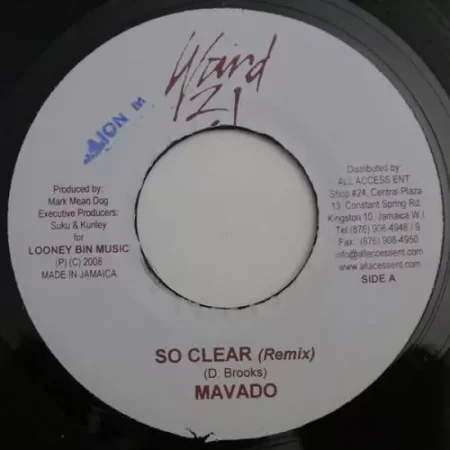 Ward
21
Produced by:
Mark Mean Dog
Executive Producers:
Suku & Kunley
for
LOONEY BIN MUSIC
(P) (C) 2008
MADE IN JAMAICA
Distributed by
ALL ACCESS ENT
Shop #24, Central Plaza
13, Constant Spring Rd.
Kingston 10, Jamaica W.I.
Tel (876) 908-4948 / 9
Fax: (876) 908-4950
info@allaccessent.com
www.allaccessent.com
SIDE A
SO CLEAR (Remix)
(D. Brooks)
MAVADO